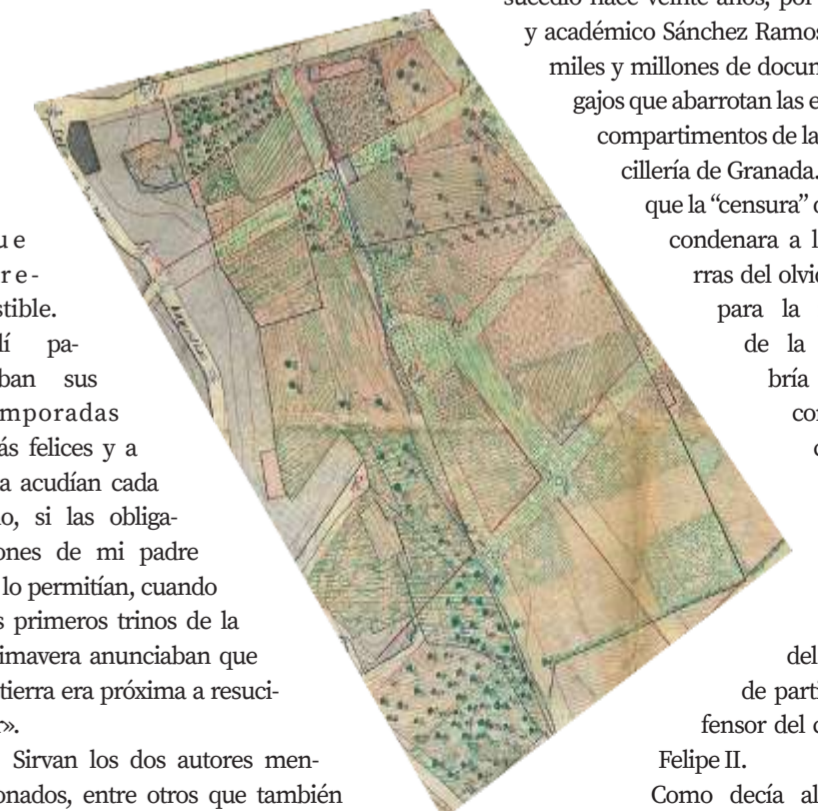 u e
r e -
stible.
lí pa-
ban sus
mporadas
ás felices y a
a acudían cada
o, si las obliga-
ones de mi padre
lo permitían, cuando
s primeros trinos de la
imavera anunciaban que
tierra era próxima a resuci-
r».
Sirvan los dos autores men-
onados, entre otros que también
sucedió hace veinte años, por
y académico Sánchez Ramos
miles y millones de docum
gajos que abarrotan las e
compartimentos de la
cillería de Granada.
que la “censura”
condenara a l
rras del olvid
para la
de la
bría
co
del
de parti
fensor del
Felipe II.
Como decía al